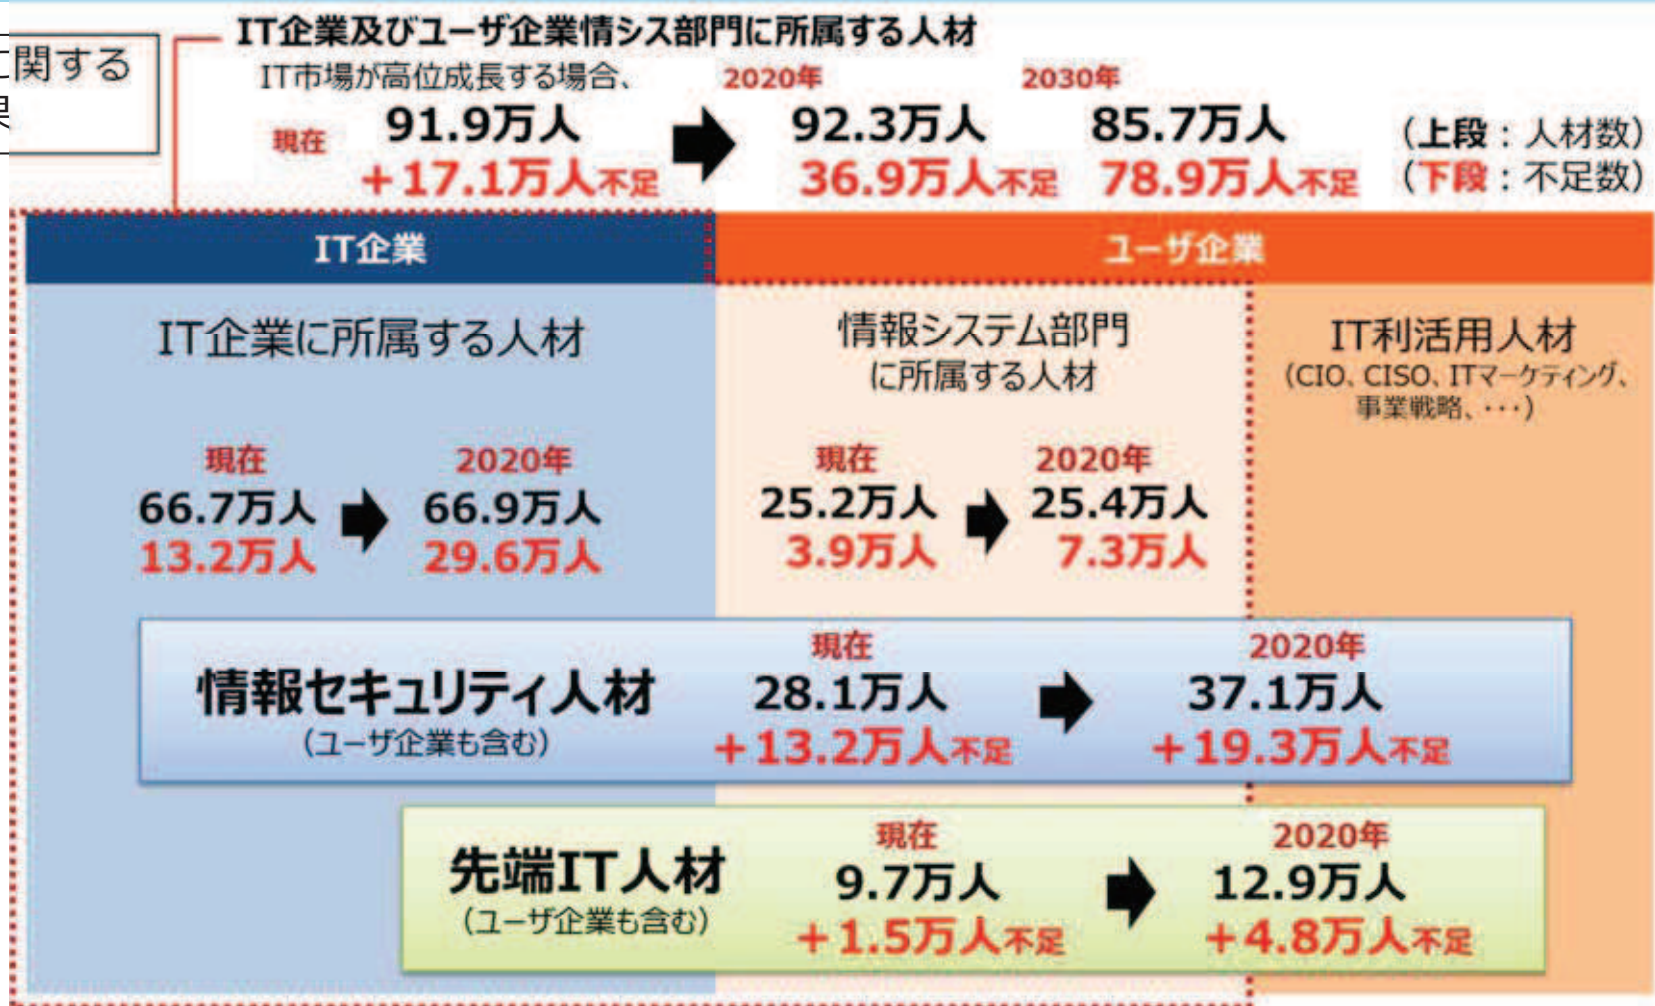 関する
IT企業及びユーザ企業情シス部門に所属する人材
IT市場が高位成長する場合、
2020年
2030年
現在
91.9万人
92.3万人
85.7万人
(上段：人材数)
+17.1万人不足
36.9万人不足
78.9万人不足
(下段：不足数)
IT企業
ユーザ企業
IT企業に所属する人材
情報システム部門
に所属する人材
IT利活用人材
(CIO、CISO、ITマーケティング、
事業戦略、・・・)
現在
2020年
66.7万人
66.9万人
13.2万人
29.6万人
現在
2020年
25.2万人
25.4万人
3.9万人
7.3万人
情報セキュリティ人材
(ユーザ企業も含む)
現在
2020年
28.1万人
37.1万人
+13.2万人不足
+19.3万人不足
先端IT人材
(ユーザ企業も含む)
現在
2020年
9.7万人
12.9万人
+1.5万人不足
+4.8万人不足